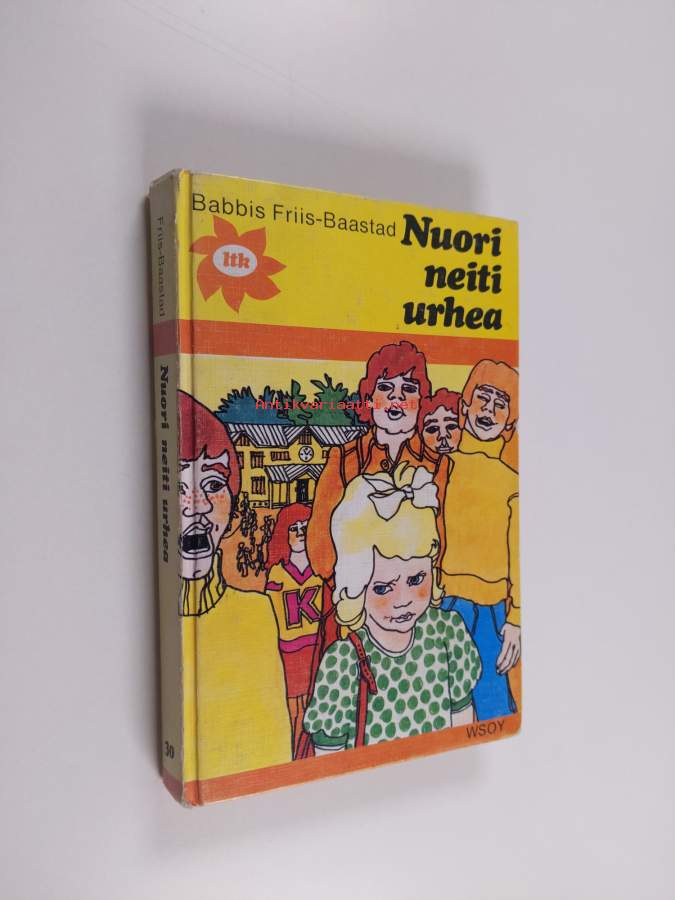 Babbis Friis-Baastad
Nuori
neiti
urhea
ltk
K
WSOY
Friis-Baastad
Nuori neiti urhea
30
Antikvariaatti.net